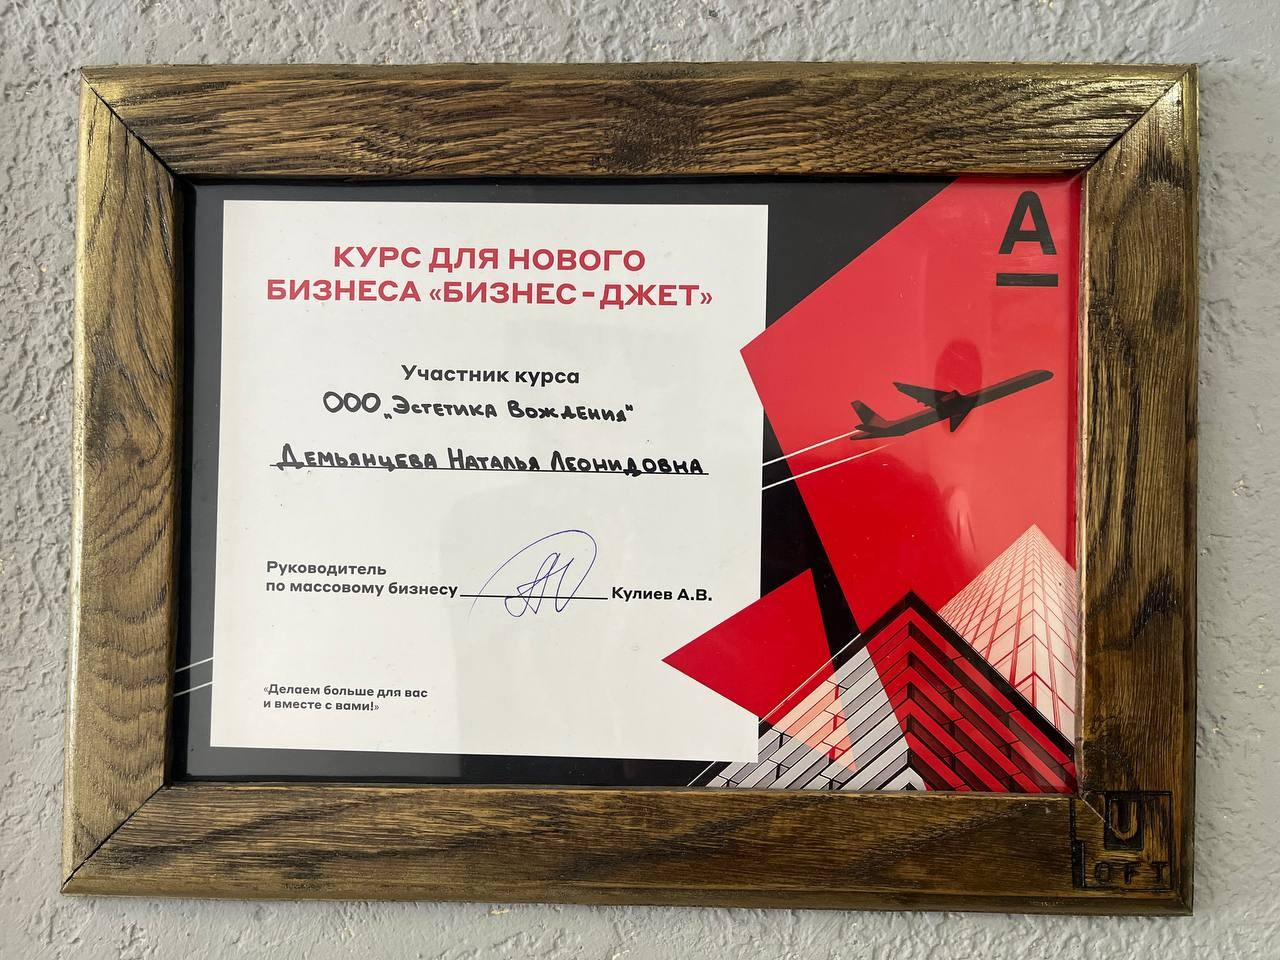 КУРС ДЛЯ НОВОГО
БИЗНЕСА «БИЗНЕС-ДЖЕТ»
А
Участник курса
ООО „Эстетика Вождения"
Демьянцева Наталья Леонидовна
Руководитель
по массовому бизнесу Кулиев А.В.
«Делаем больше для вас
и вместе с вами!»
U
LOFT